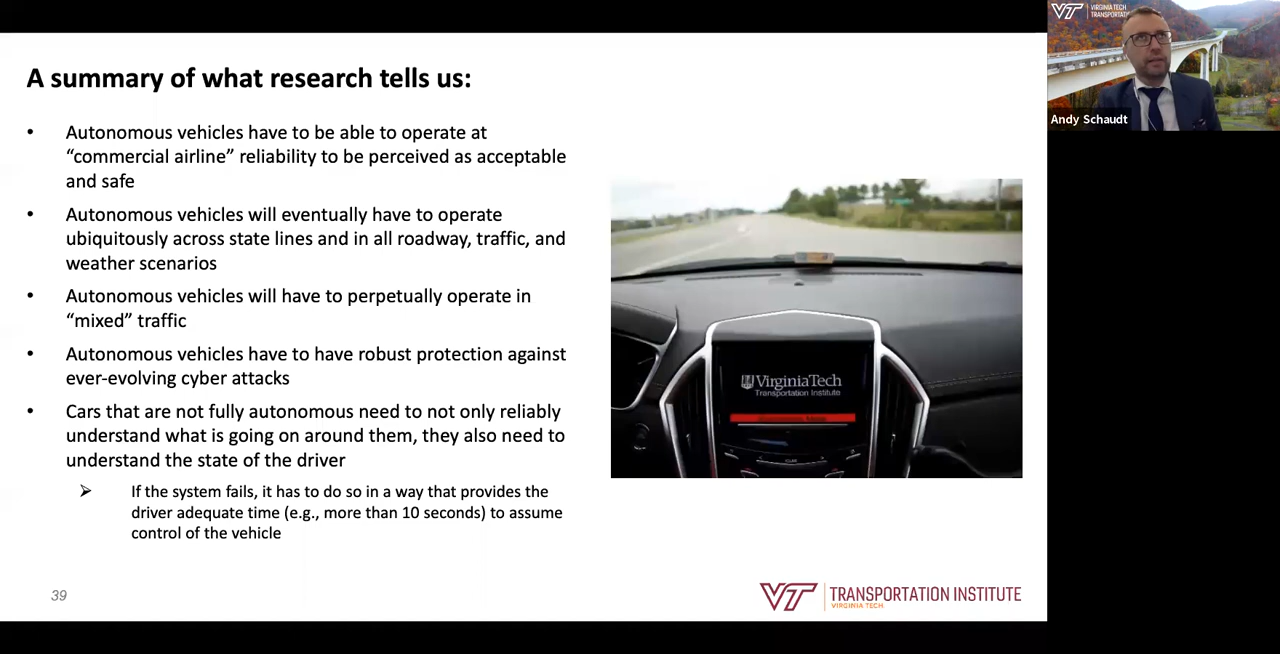 A summary of what research tells us:
• Autonomous vehicles have to be able to operate at
“commercial airline” reliability to be perceived as acceptable
and safe
• Autonomous vehicles will eventually have to operate
ubiquitously across state lines and in all roadway, traffic, and
weather scenarios
• Autonomous vehicles will have to perpetually operate in
“mixed” traffic
• Autonomous vehicles have to have robust protection against
ever-evolving cyber attacks
• Cars that are not fully autonomous need to not only reliably
understand what is going on around them, they also need to
understand the state of the driver
➢ If the system fails, it has to do so in a way that provides the
driver adequate time (e.g., more than 10 seconds) to assume
control of the vehicle
VirginiaTech
Transportation Institute
39
VT TRANSPORTATION INSTITUTE
VIRGINIA TECH
VT VIRGINIA TECH
Andy Schaudt